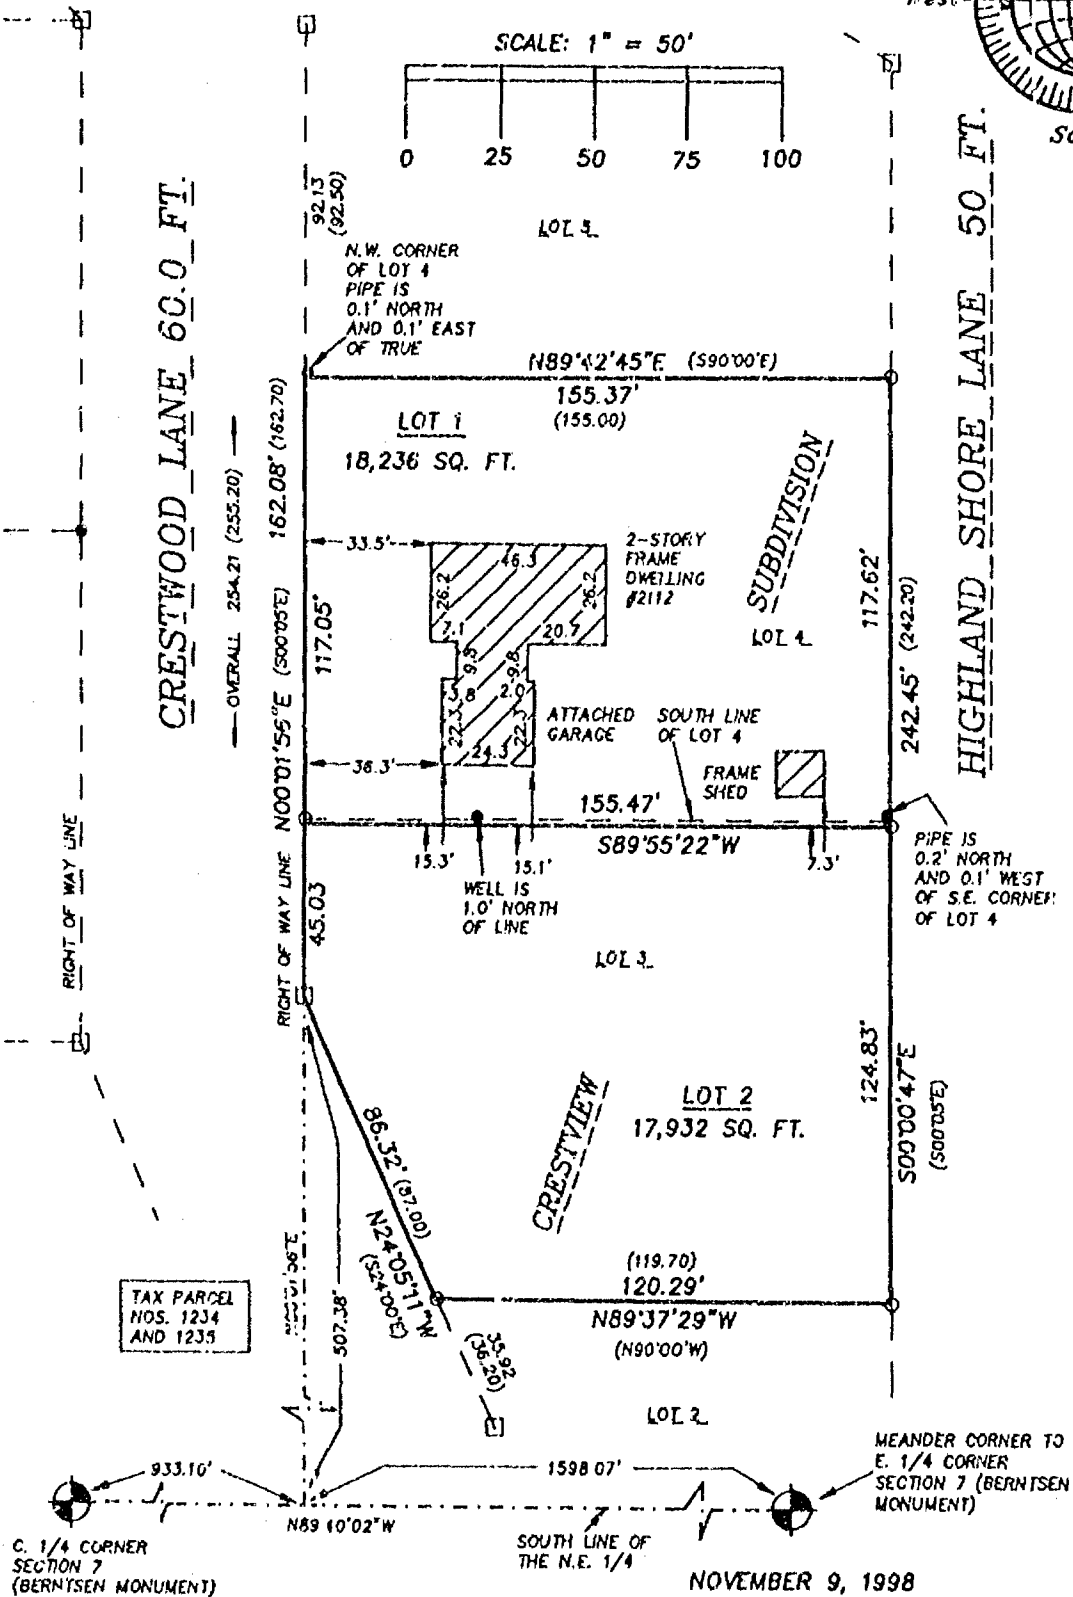 SCALE: 1" = 50'
0 25 50 75 100
CRESTWOOD LANE 60.0 FT.
HIGHLAND SHORE LANE 50 FT.
92.13
(92.50)
LOT 5
N.W. CORNER
OF LOT 4
PIPE IS
0.1' NORTH
AND 0.1' EAST
OF TRUE
N89°42'45"E (S90°00'E)
155.37'
(155.00)
LOT 1
18,236 SQ. FT.
162.08' (162.70)
OVERALL 254.21 (255.20)
N00°01'56"E (S00°05'E)
117.05'
33.5'
46.3
26.2
26.2
7.1
20.7
9.8
9.8
3.8
2.0
22.3
22.3
24.3
2-STORY
FRAME
DWELLING
#2112
SUBDIVISION
LOT 4
117.62'
242.45' (242.20)
ATTACHED
GARAGE
SOUTH LINE
OF LOT 4
FRAME
SHED
36.3'
155.47'
S89°55'22"W
15.3'
15.1'
7.3'
WELL IS
1.0' NORTH
OF LINE
PIPE IS
0.2' NORTH
AND 0.1' WEST
OF S.E. CORNER
OF LOT 4
RIGHT OF WAY LINE
RIGHT OF WAY LINE
45.03
LOT 3
124.83'
S00°00'47"E
(S00°05'E)
LOT 2
17,932 SQ. FT.
CRESTVIEW
86.32' (87.00)
N24°05'11"W
(S24°00'E)
(119.70)
120.29'
N89°37'29"W
(N90°00'W)
TAX PARCEL
NOS. 1234
AND 1235
N00°01'56"E
507.38'
35.92
(36.20)
LOT 2
933.10'
1598.07'
MEANDER CORNER TO
E. 1/4 CORNER
SECTION 7 (BERNTSEN
MONUMENT)
C. 1/4 CORNER
SECTION 7
(BERNTSEN MONUMENT)
N89°40'02"W
SOUTH LINE OF
THE N.E. 1/4
NOVEMBER 9, 1998